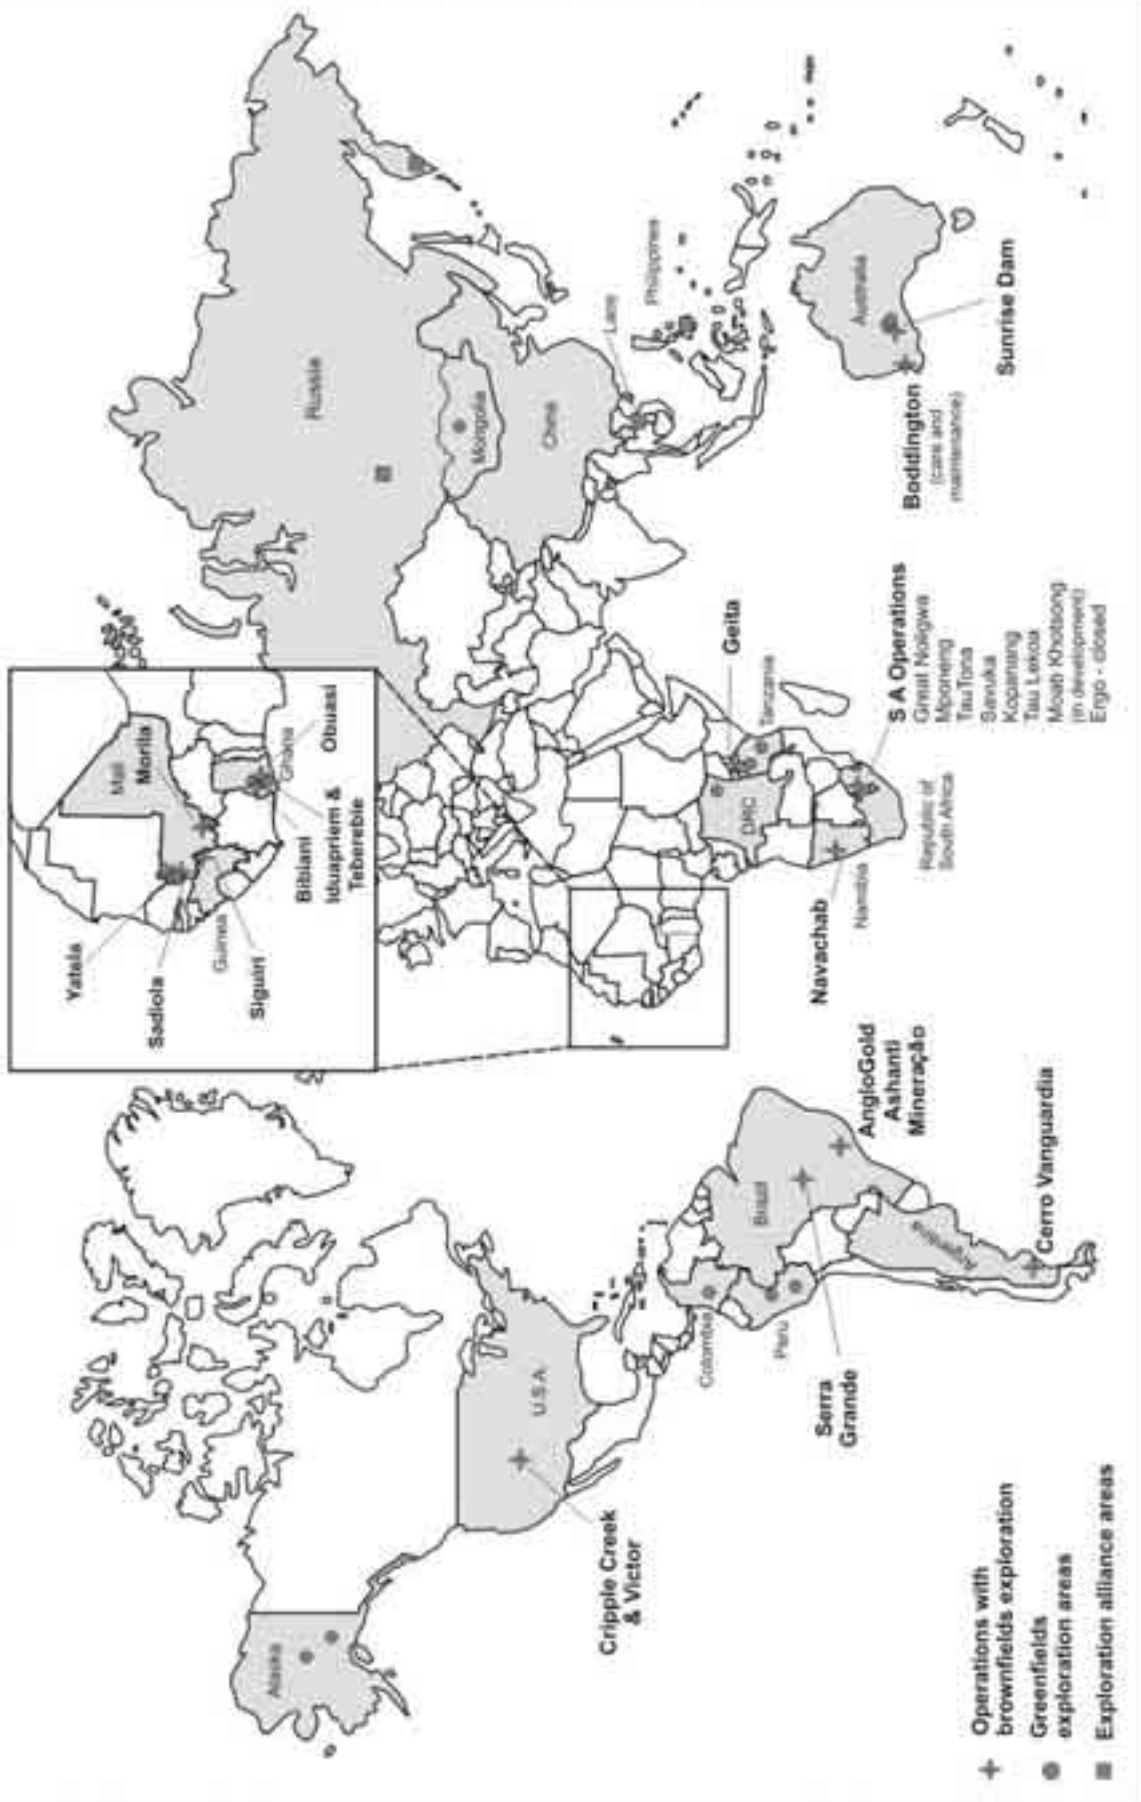 Alaska
U.S.A
Cripple Creek
& Victor
Colombia
Peru
Brazil
Serra
Grande
AngloGold
Ashanti
Mineração
Argentina
Cerro Vanguardia
Yatela
Sadiola
Guinea
Siguiri
Mali
Morila
Ghana
Obuasi
Bibiani
Iduapriem &
Teberebie
Russia
Mongolia
China
Laos
Philippines
Australia
Sunrise Dam
Boddington
(care and
maintenance)
Geita
Tanzania
DRC
Navachab
Namibia
Republic of
South Africa
S A Operations
Great Noligwa
Mponeng
TauTona
Savuka
Kopanang
Tau Lekoa
Moab Khotsong
(in development)
Ergo - closed
Operations with
brownfields exploration
Greenfields
exploration areas
Exploration alliance areas